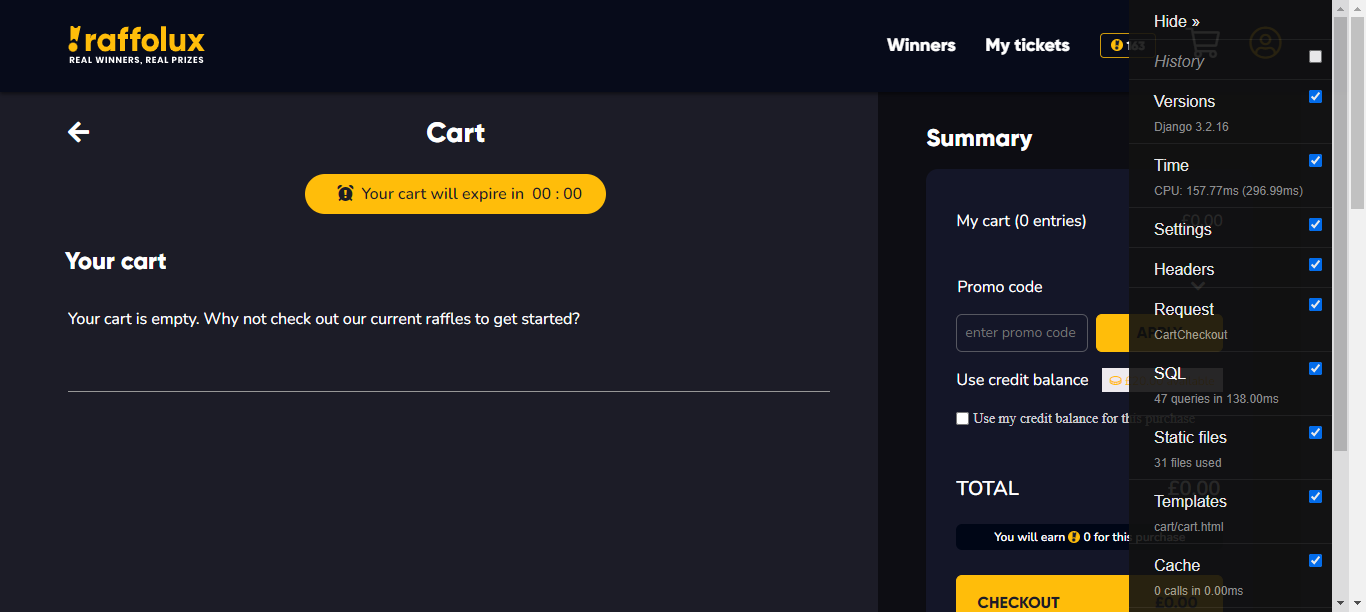 raffolux
REAL WINNERS, REAL PRIZES
Winners
My tickets
163
Cart
Your cart will expire in 00 : 00
Your cart
Your cart is empty. Why not check out our current raffles to get started?
Summary
My cart (0 entries)
£0.00
Promo code
enter promo code
Use credit balance
Use my credit balance for this purchase
TOTAL
£0.00
You will earn 0 for this purchase
CHECKOUT
£0.00
Hide »
History
Versions
Django 3.2.16
Time
CPU: 157.77ms (296.99ms)
Settings
Headers
Request
CartCheckout
SQL
47 queries in 138.00ms
Static files
31 files used
Templates
cart/cart.html
Cache
0 calls in 0.00ms